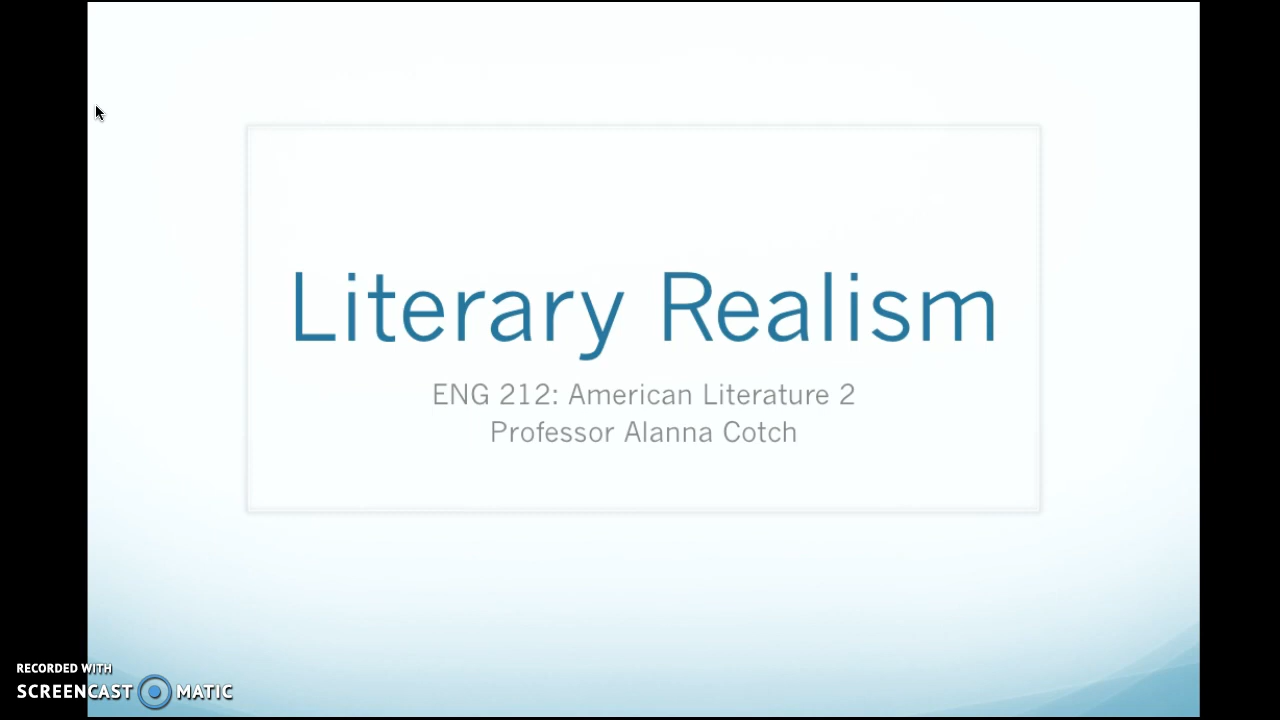 Literary Realism
ENG 212: American Literature 2
Professor Alanna Cotch
RECORDED WITH
SCREENCAST MATIC